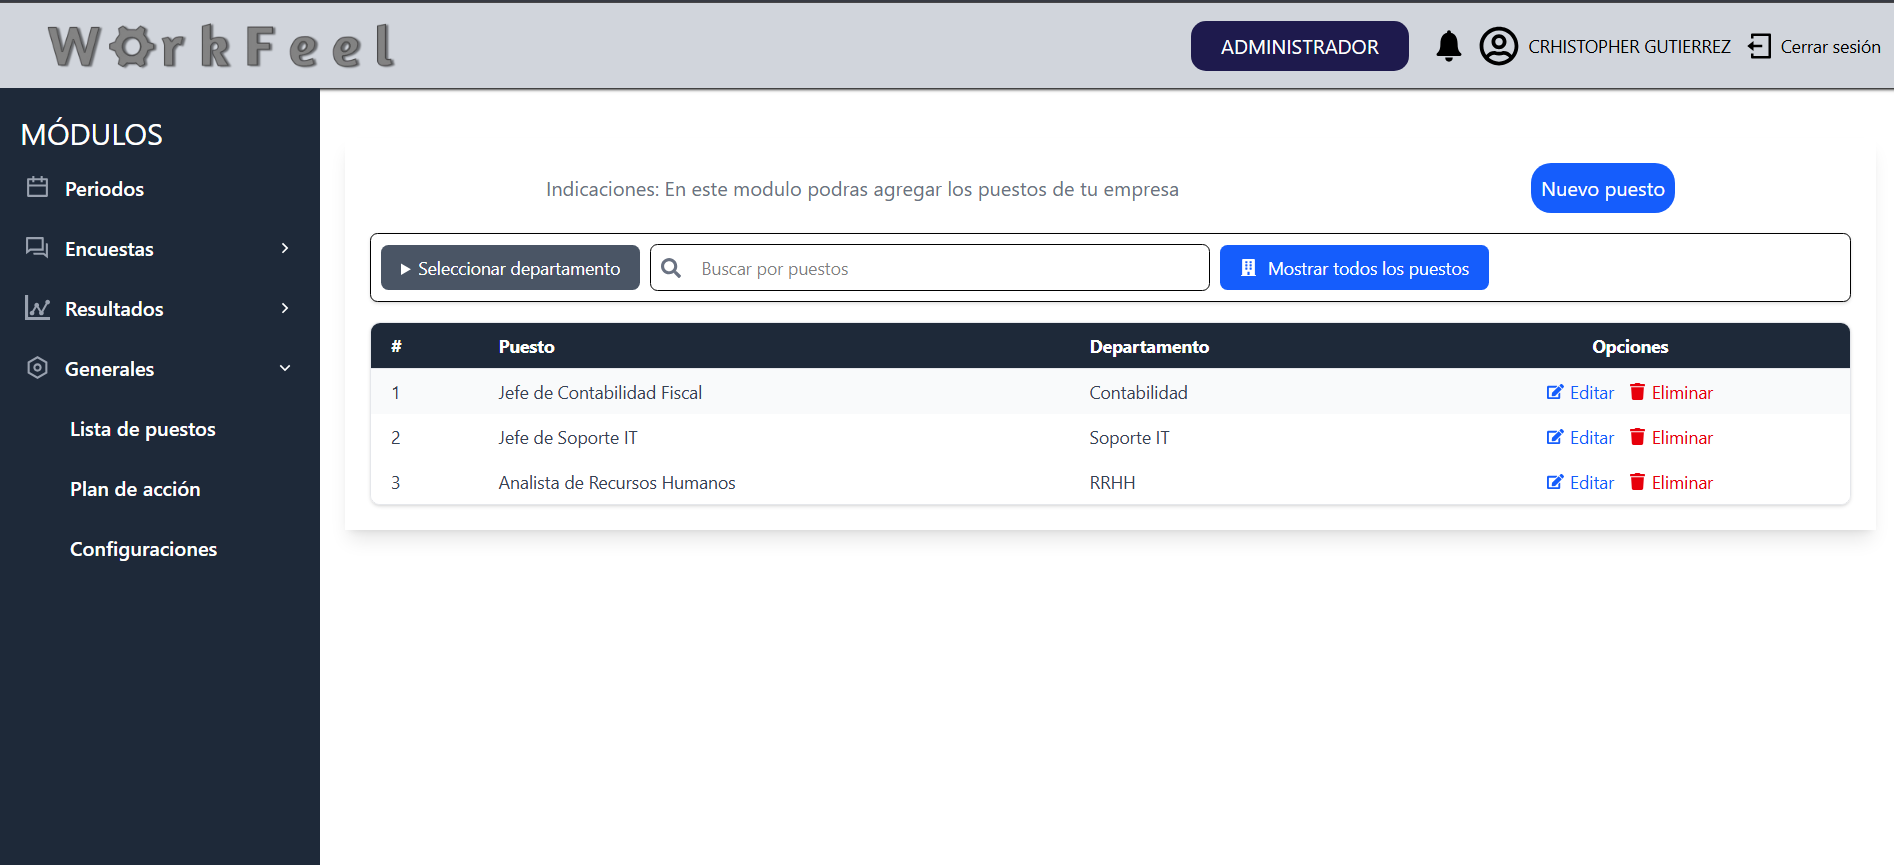 WorkFeel
ADMINISTRADOR CRHISTOPHER GUTIERREZ Cerrar sesión
MÓDULOS
Periodos
Encuestas
Resultados
Generales
Lista de puestos
Plan de acción
Configuraciones
Indicaciones: En este modulo podras agregar los puestos de tu empresa
Nuevo puesto
Seleccionar departamento Buscar por puestos Mostrar todos los puestos
# Puesto Departamento Opciones
1 Jefe de Contabilidad Fiscal Contabilidad Editar Eliminar
2 Jefe de Soporte IT Soporte IT Editar Eliminar
3 Analista de Recursos Humanos RRHH Editar Eliminar